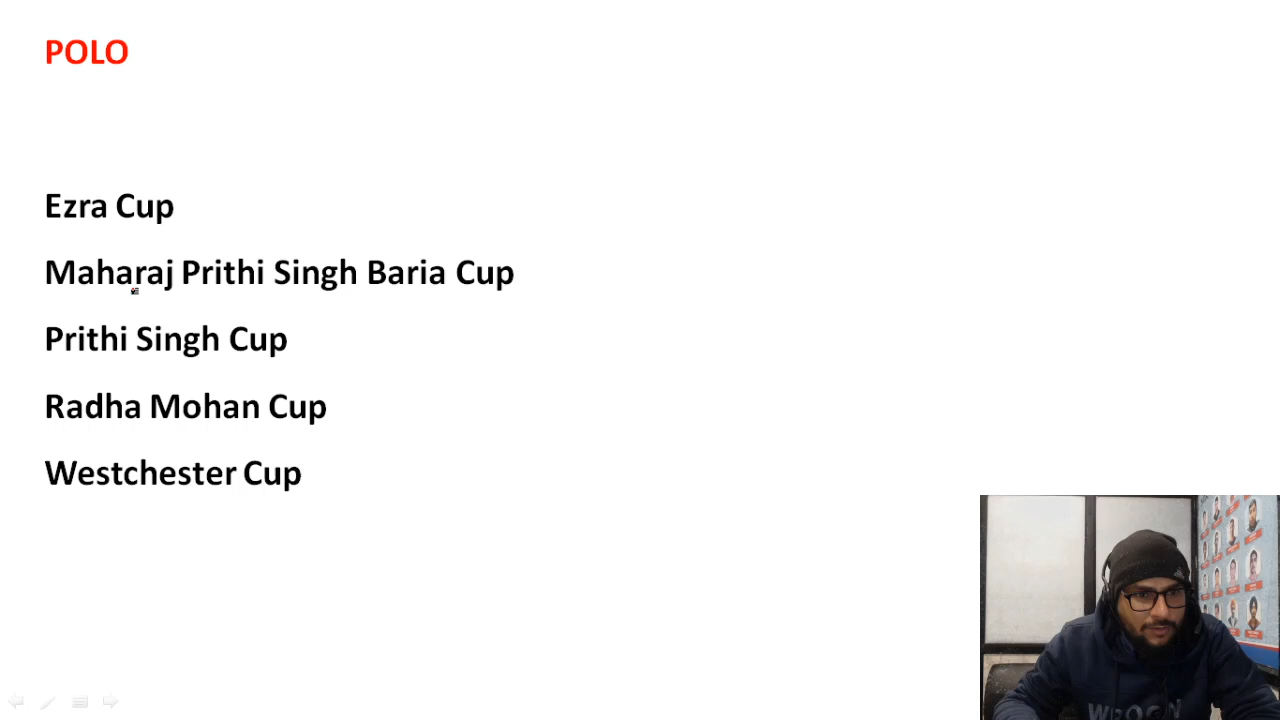 POLO
Ezra Cup
Maharaj Prithi Singh Baria Cup
Prithi Singh Cup
Radha Mohan Cup
Westchester Cup